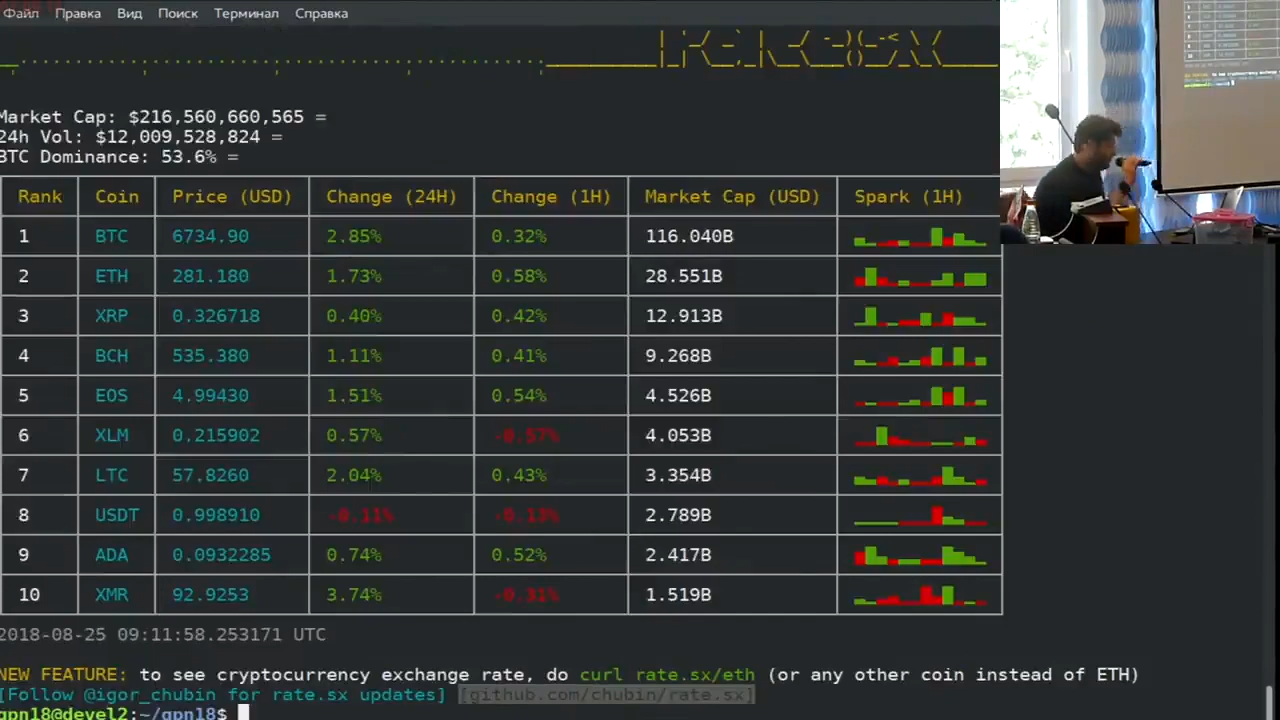 Файл Правка Вид Поиск Терминал Справка
Market Cap: $216,560,660,565 =
24h Vol: $12,009,528,824 =
BTC Dominance: 53.6% =
Rank Coin Price (USD) Change (24H) Change (1H) Market Cap (USD) Spark (1H)
1 BTC 6734.90 2.85% 0.32% 116.040B
2 ETH 281.180 1.73% 0.58% 28.551B
3 XRP 0.326718 0.40% 0.42% 12.913B
4 BCH 535.380 1.11% 0.41% 9.268B
5 EOS 4.99430 1.51% 0.54% 4.526B
6 XLM 0.215902 0.57% -0.57% 4.053B
7 LTC 57.8260 2.04% 0.43% 3.354B
8 USDT 0.998910 -0.11% -0.13% 2.789B
9 ADA 0.0932285 0.74% 0.52% 2.417B
10 XMR 92.9253 3.74% -0.31% 1.519B
2018-08-25 09:11:58.253171 UTC
NEW FEATURE: to see cryptocurrency exchange rate, do curl rate.sx/eth (or any other coin instead of ETH)
[Follow @igor_chubin for rate.sx updates] [github.com/chubin/rate.sx]
gpn18@devel2:~/gpn18$